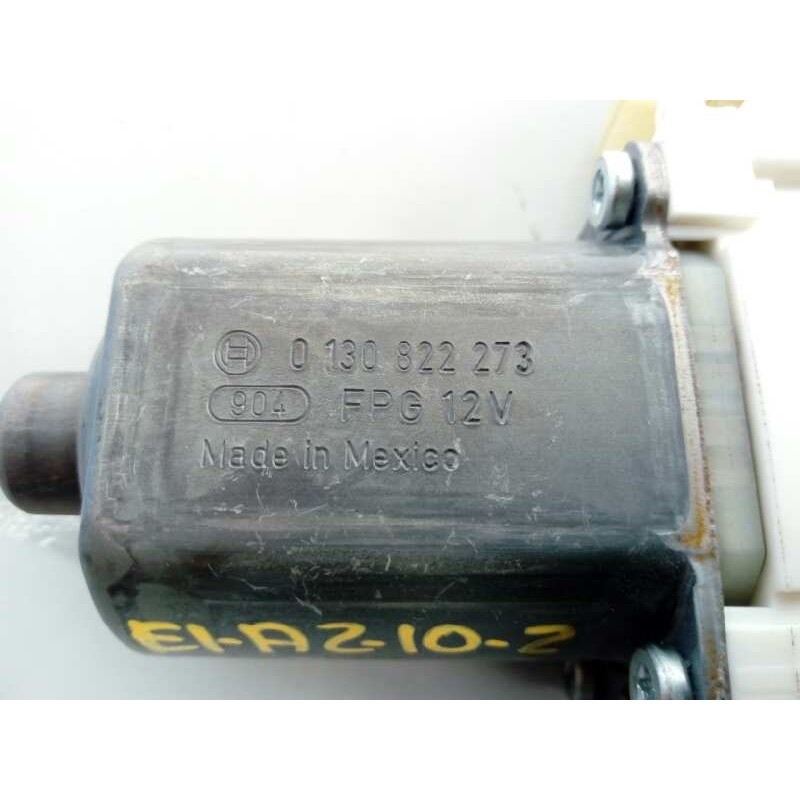 0 130 822 273
904 FPG 12V
Made in Mexico
E1-A2-10-2